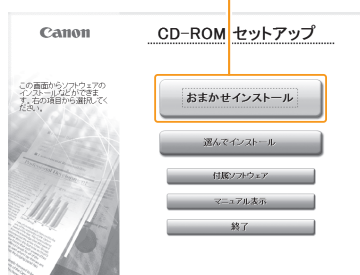 Canon
CD-ROM セットアップ
この画面からソフトウェアの
インストールなどができま
す。右の項目から選択してく
ださい。
おまかせインストール
選んでインストール
付属ソフトウェア
マニュアル表示
終了